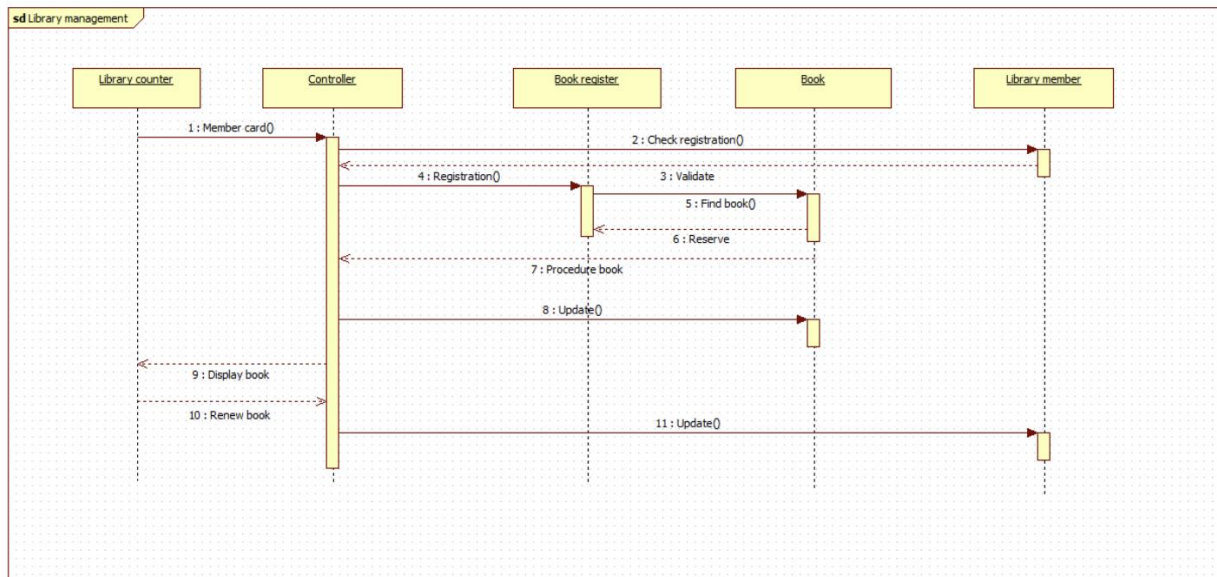 sd Library management
Library counter
Controller
Book register
Book
Library member
1 : Member card()
2 : Check registration()
4 : Registration()
3 : Validate
5 : Find book()
6 : Reserve
7 : Procedure book
8 : Update()
9 : Display book
10 : Renew book
11 : Update()